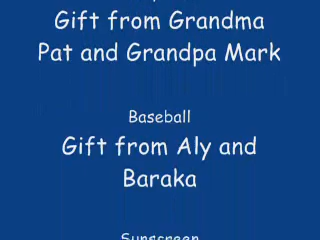 Gift from Grandma
Pat and Grandpa Mark
Baseball
Gift from Aly and
Baraka
Sunscreen